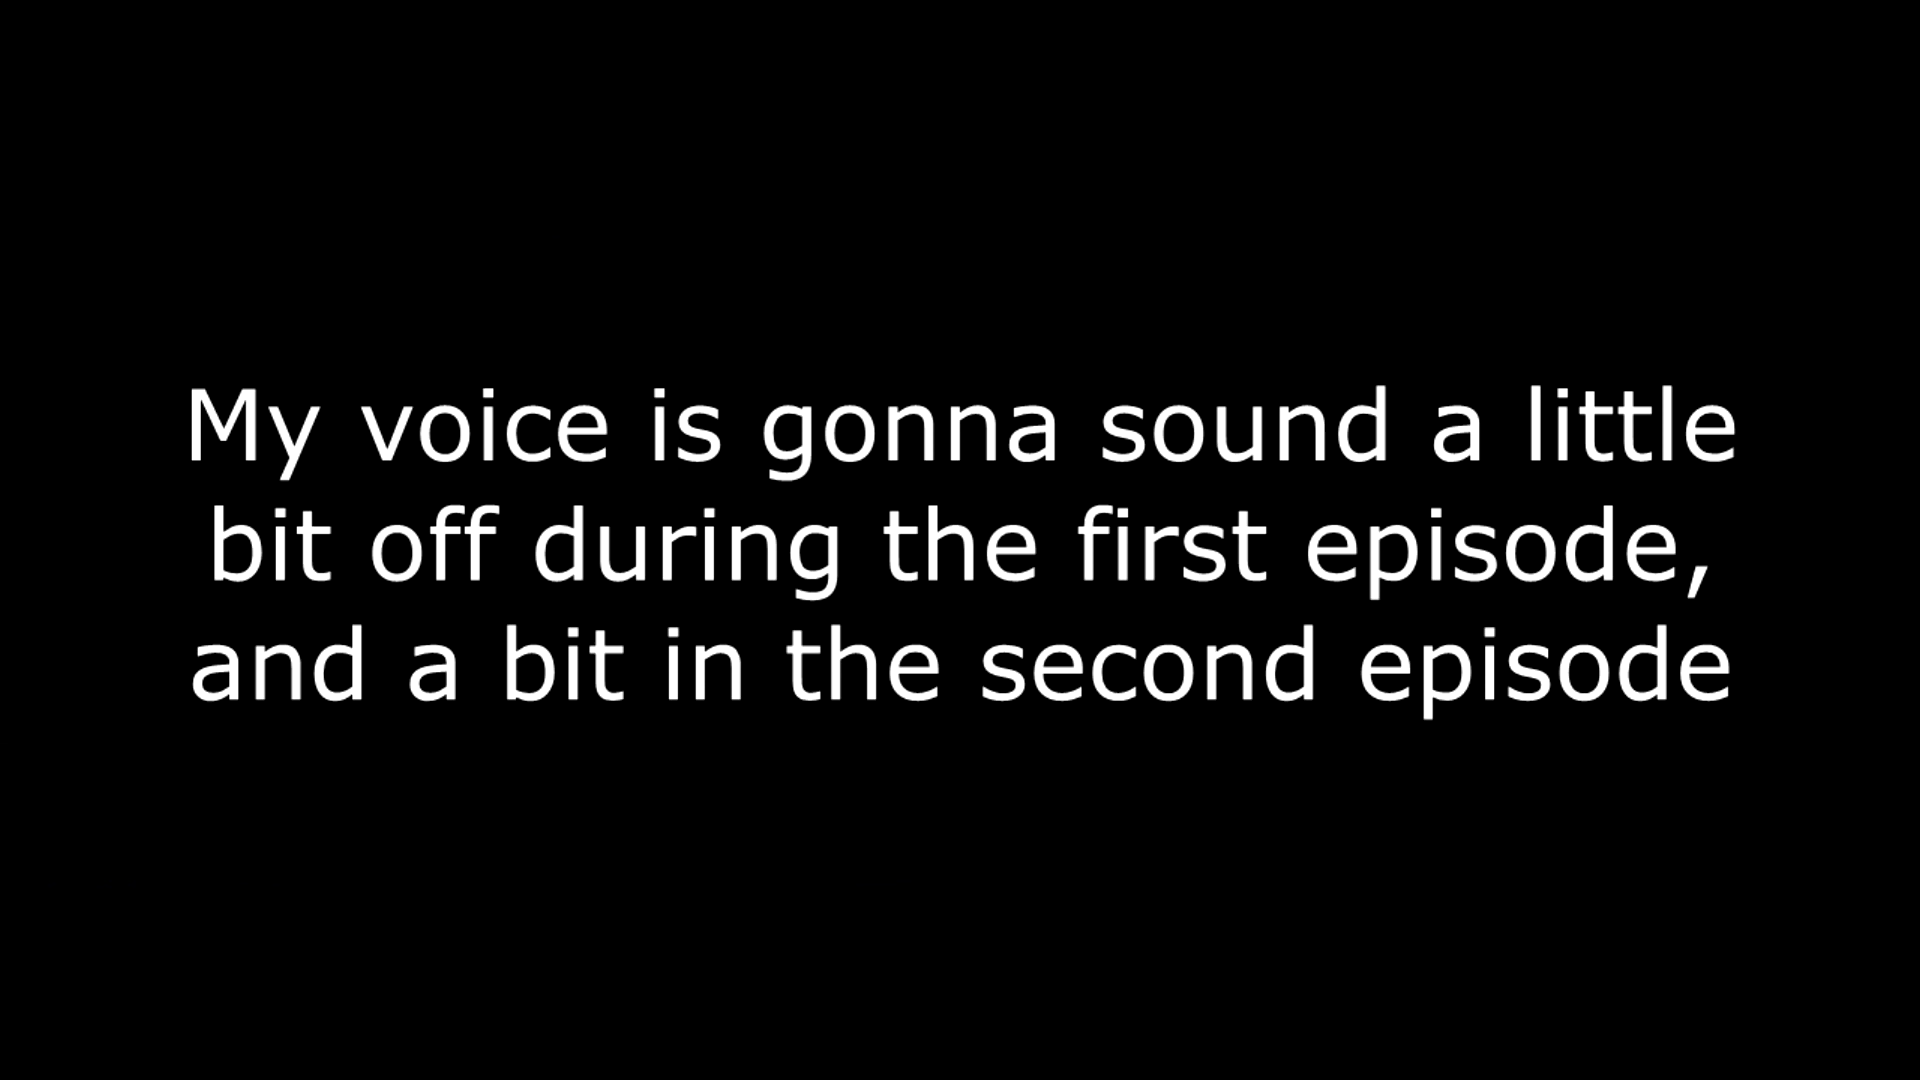 My voice is gonna sound a little
bit off during the first episode,
and a bit in the second episode